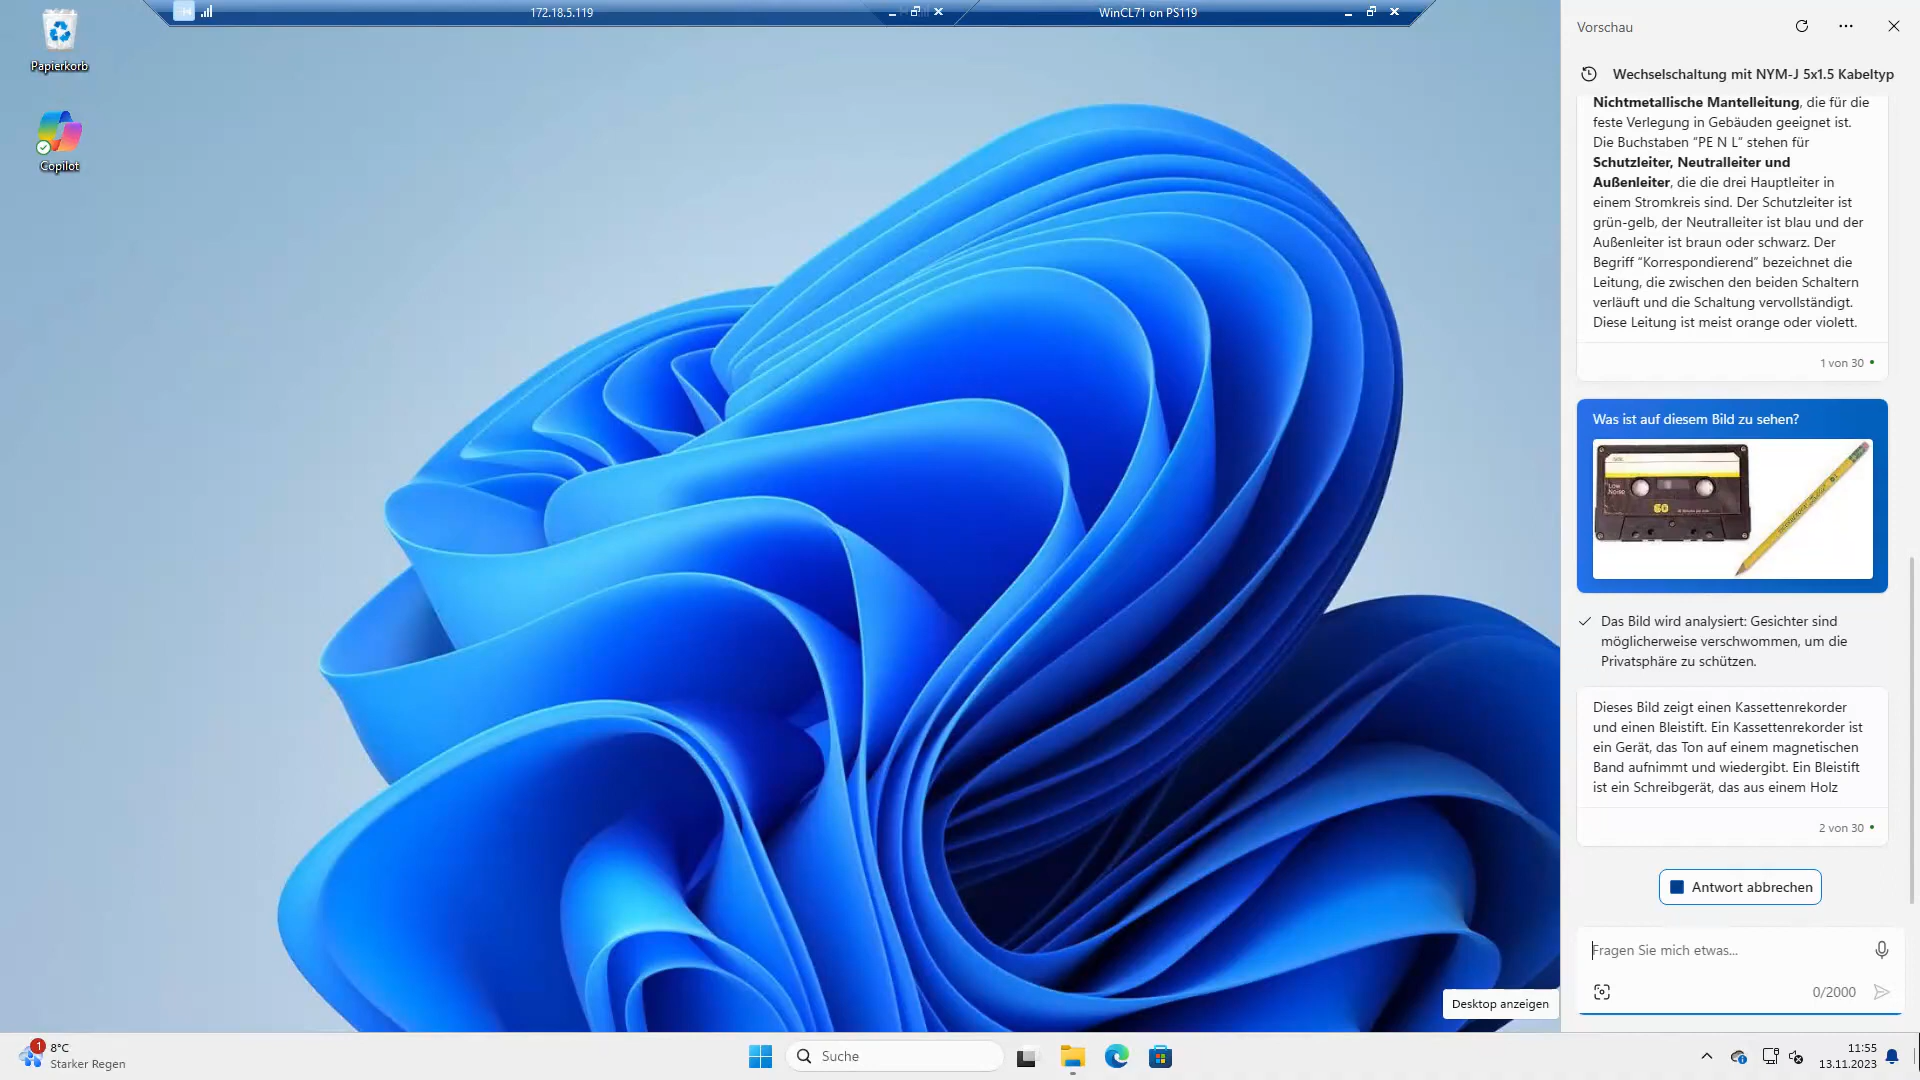 172.18.5.119
WinCL71 on PS119
Papierkorb
Copilot
Vorschau
Wechselschaltung mit NYM-J 5x1.5 Kabeltyp
Nichtmetallische Mantelleitung, die für die
feste Verlegung in Gebäuden geeignet ist.
Die Buchstaben “PE N L” stehen für
Schutzleiter, Neutralleiter und
Außenleiter, die die drei Hauptleiter in
einem Stromkreis sind. Der Schutzleiter ist
grün-gelb, der Neutralleiter ist blau und der
Außenleiter ist braun oder schwarz. Der
Begriff “Korrespondierend” bezeichnet die
Leitung, die zwischen den beiden Schaltern
verläuft und die Schaltung vervollständigt.
Diese Leitung ist meist orange oder violett.
1 von 30
Was ist auf diesem Bild zu sehen?
Low
Noise
60
Das Bild wird analysiert: Gesichter sind
möglicherweise verschwommen, um die
Privatsphäre zu schützen.
Dieses Bild zeigt einen Kassettenrekorder
und einen Bleistift. Ein Kassettenrekorder ist
ein Gerät, das Ton auf einem magnetischen
Band aufnimmt und wiedergibt. Ein Bleistift
ist ein Schreibgerät, das aus einem Holz
2 von 30
Antwort abbrechen
Fragen Sie mich etwas...
0/2000
Desktop anzeigen
1
8°C
Starker Regen
Suche
11:55
13.11.2023